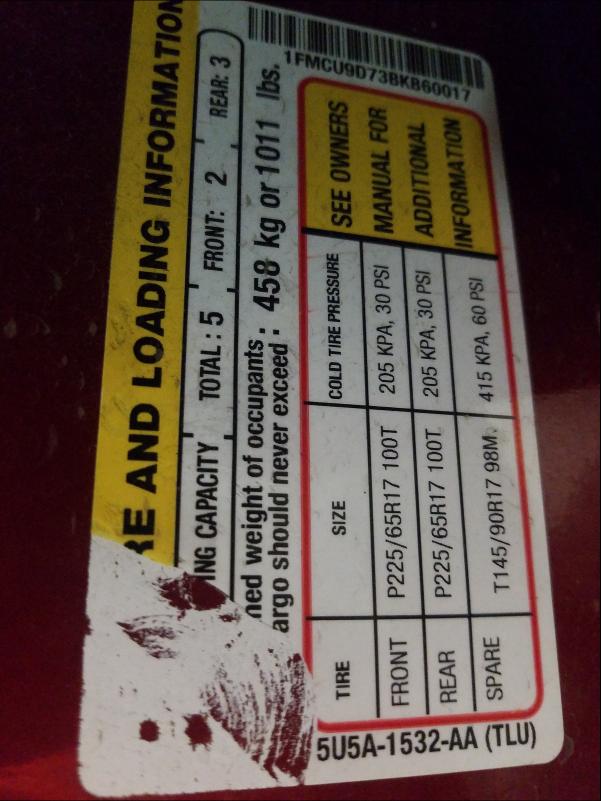 RE AND LOADING INFORMATION
ING CAPACITY TOTAL : 5 FRONT: 2 REAR: 3
ned weight of occupants :
argo should never exceed : 458 kg or 1011 lbs.
1FMCU9D73BKB60017
TIRE SIZE COLD TIRE PRESSURE SEE OWNERS
FRONT P225/65R17 100T 205 KPA, 30 PSI MANUAL FOR
REAR P225/65R17 100T 205 KPA, 30 PSI ADDITIONAL
SPARE T145/90R17 98M 415 KPA, 60 PSI INFORMATION
5U5A-1532-AA (TLU)